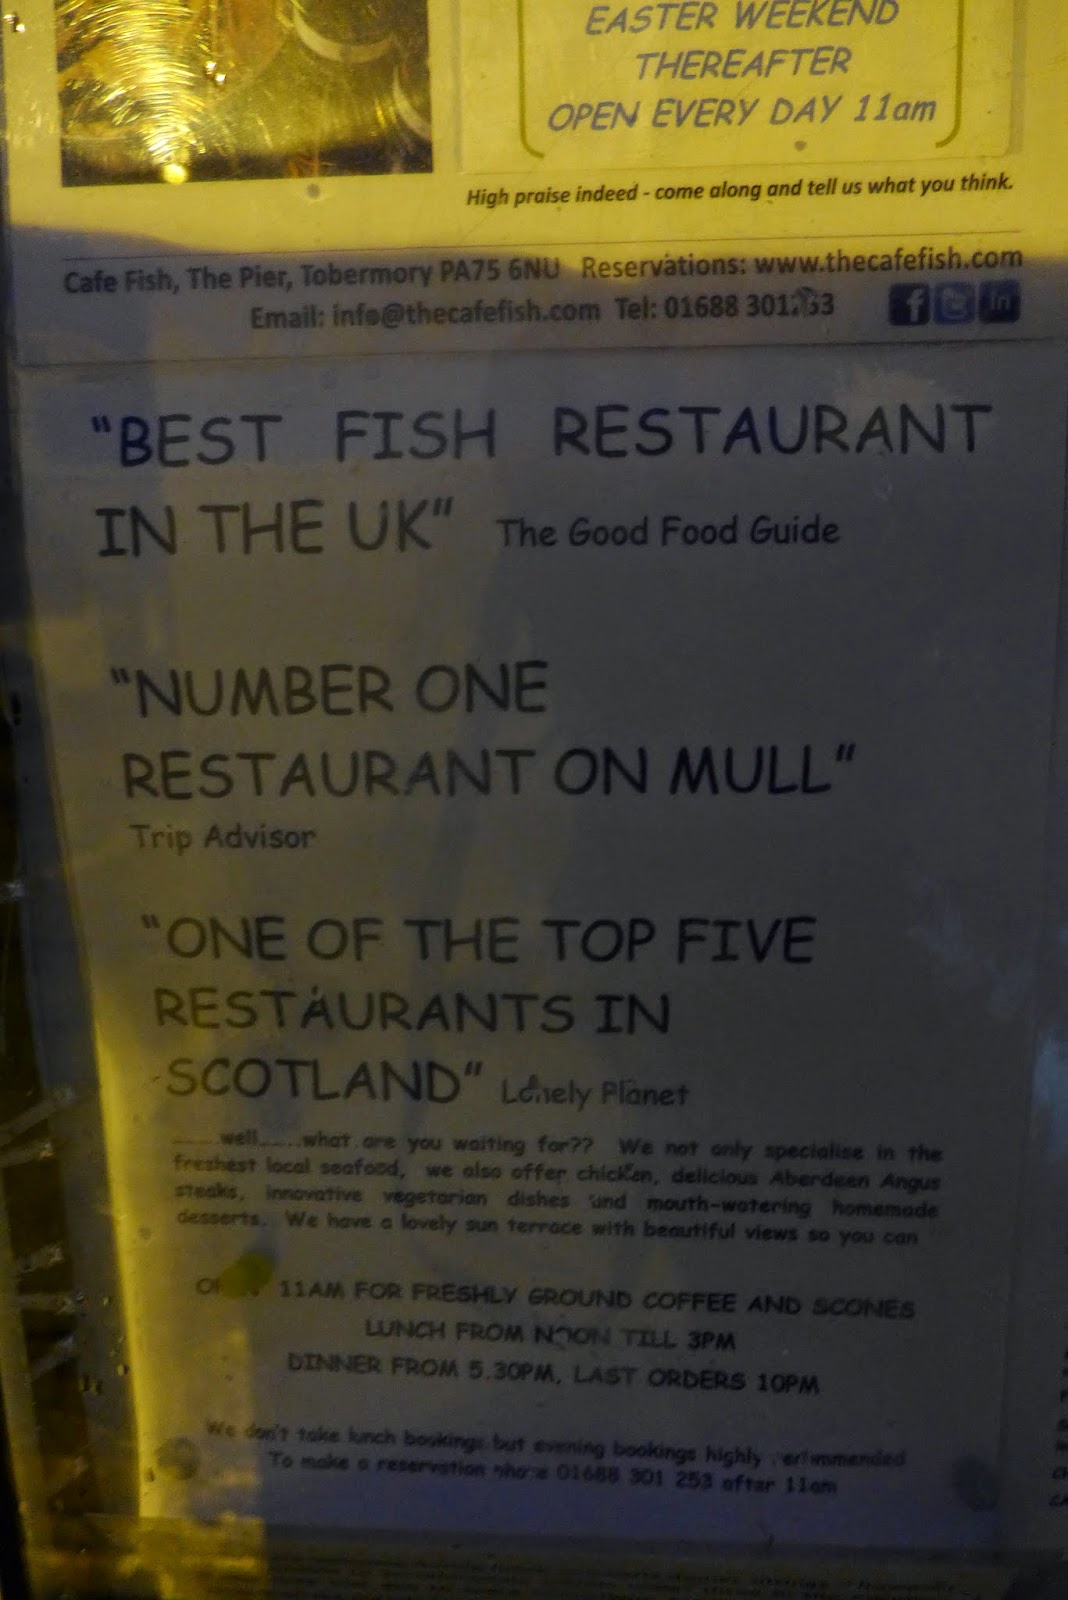 EASTER WEEKEND
THEREAFTER
OPEN EVERY DAY 11am
High praise indeed - come along and tell us what you think.
Cafe Fish, The Pier, Tobermory PA75 6NU Reservations: www.thecafefish.com
Email: info@thecafefish.com Tel: 01688 301253
"BEST FISH RESTAURANT
IN THE UK" The Good Food Guide
"NUMBER ONE
RESTAURANT ON MULL"
Trip Advisor
"ONE OF THE TOP FIVE
RESTAURANTS IN
SCOTLAND" Lonely Planet
........well........what are you waiting for?? We not only specialise in the
freshest local seafood, we also offer chicken, delicious Aberdeen Angus
steaks, innovative vegetarian dishes and mouth-watering homemade
desserts. We have a lovely sun terrace with beautiful views so you can
11AM FOR FRESHLY GROUND COFFEE AND SCONES
LUNCH FROM NOON TILL 3PM
DINNER FROM 5.30PM, LAST ORDERS 10PM
We don't take lunch bookings but evening bookings highly recommended
To make a reservation phone 01688 301 253 after 11am